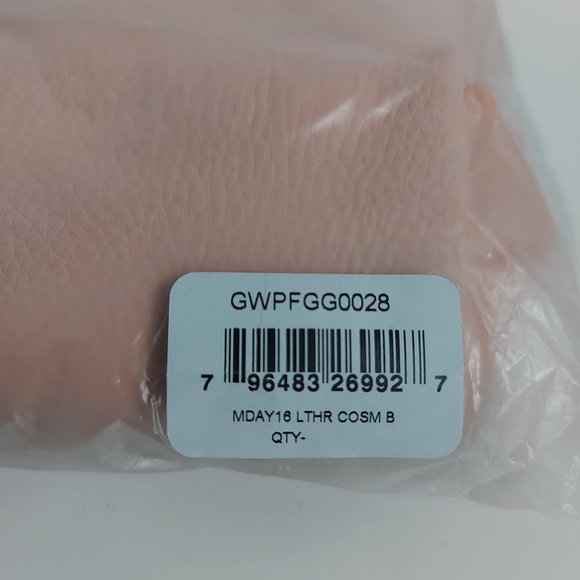 GWPFGG0028
7 96483 26992 7
MDAY16 LTHR COSM B
QTY-